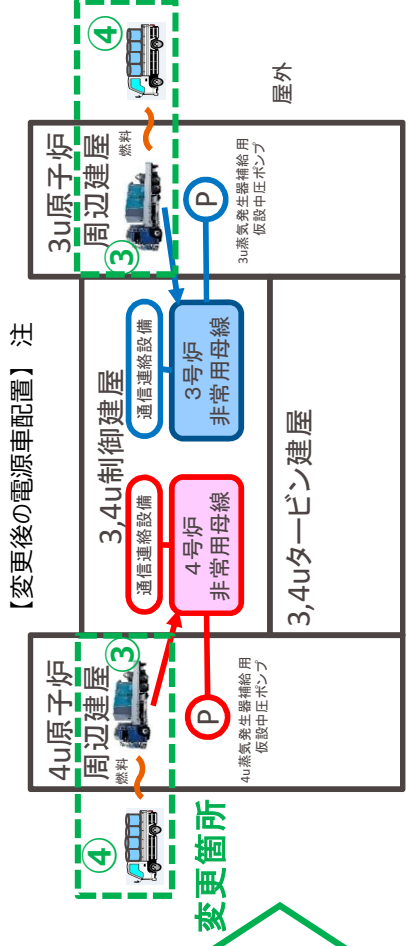 【変更後の電源車配置】 注
4u原子炉
周辺建屋
③
④
燃料
P
4u蒸気発生器補給用
仮設中圧ポンプ
3,4u制御建屋
通信連絡設備
4号炉
非常用母線
通信連絡設備
3号炉
非常用母線
3,4uタービン建屋
3u原子炉
周辺建屋
③
④
燃料
P
3u蒸気発生器補給用
仮設中圧ポンプ
屋外
変更箇所